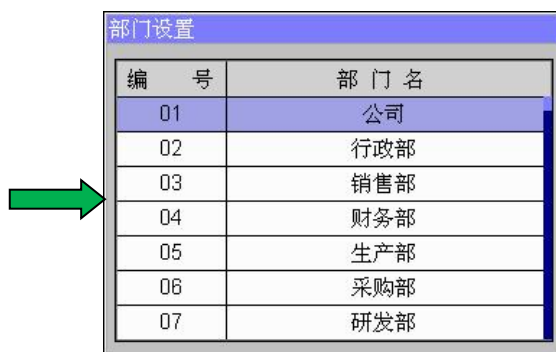 部门设置
编 号 部 门 名
01 公司
02 行政部
03 销售部
04 财务部
05 生产部
06 采购部
07 研发部